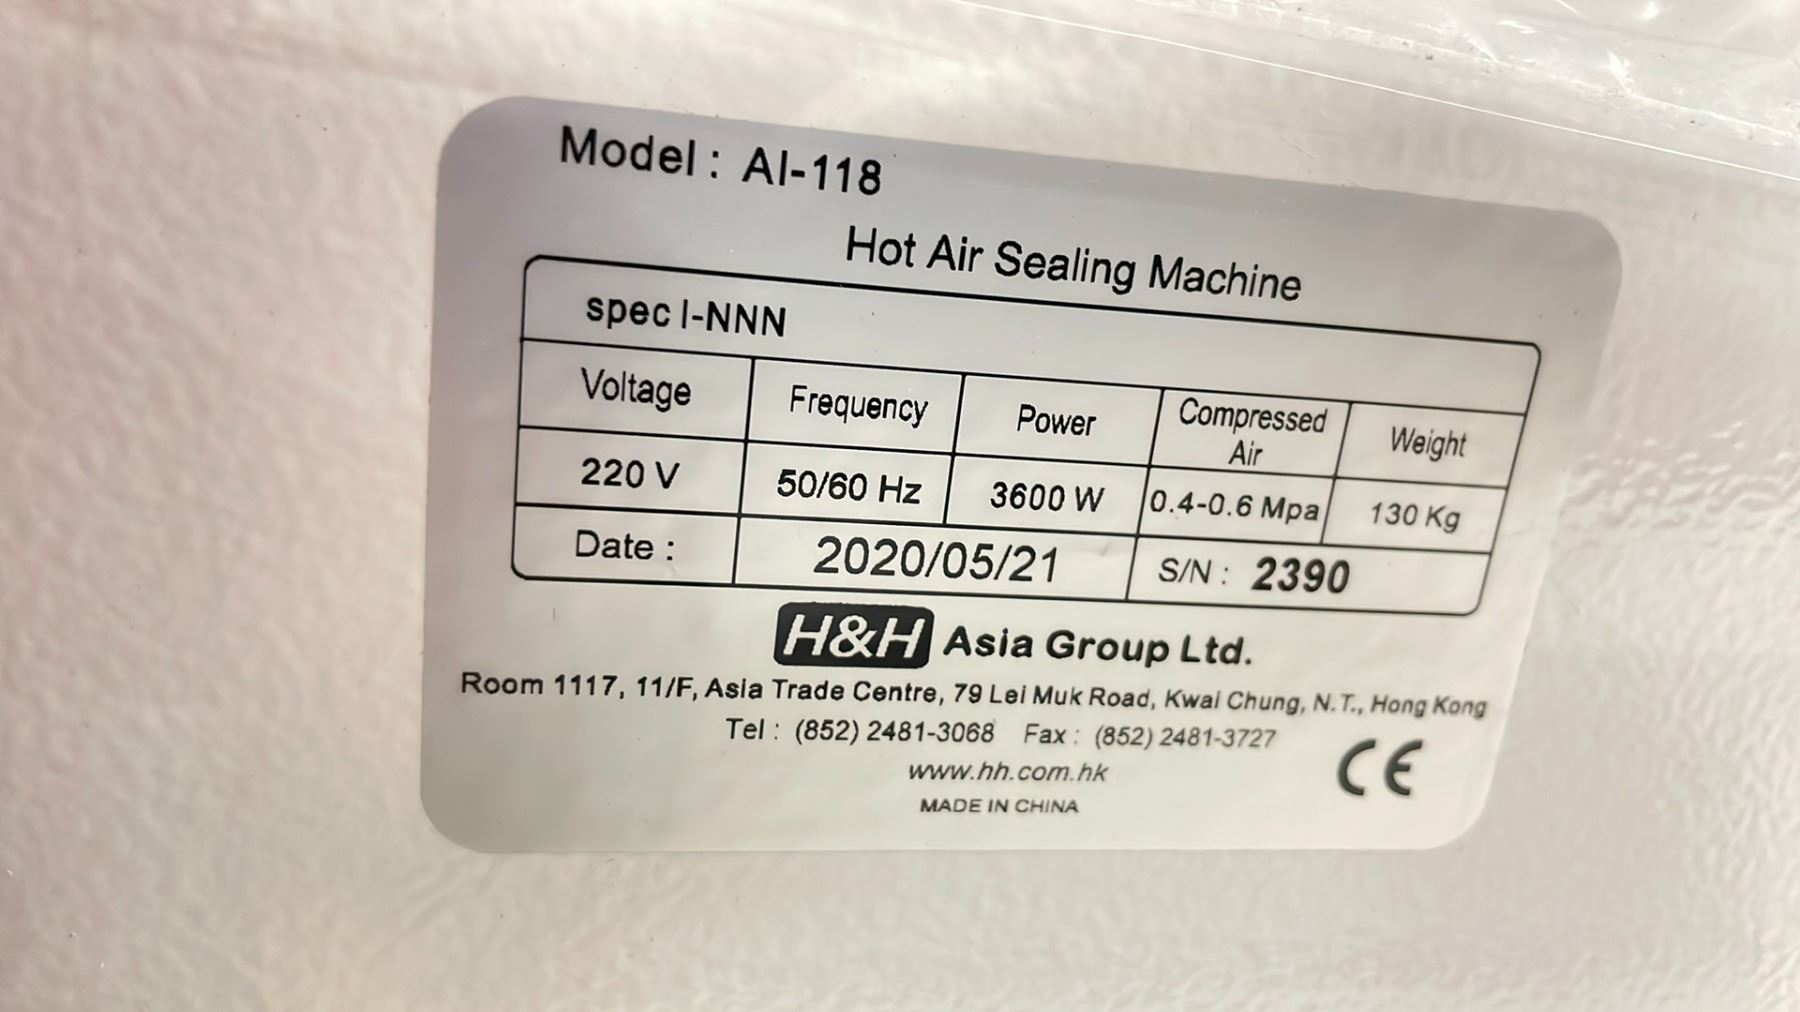 Model : AI-118
Hot Air Sealing Machine
spec I-NNN
Voltage Frequency Power Compressed Air Weight
220 V 50/60 Hz 3600 W 0.4-0.6 Mpa 130 Kg
Date : 2020/05/21 S/N : 2390
H&H Asia Group Ltd.
Room 1117, 11/F, Asia Trade Centre, 79 Lei Muk Road, Kwai Chung, N.T., Hong Kong
Tel : (852) 2481-3068 Fax : (852) 2481-3727
www.hh.com.hk
CE
MADE IN CHINA